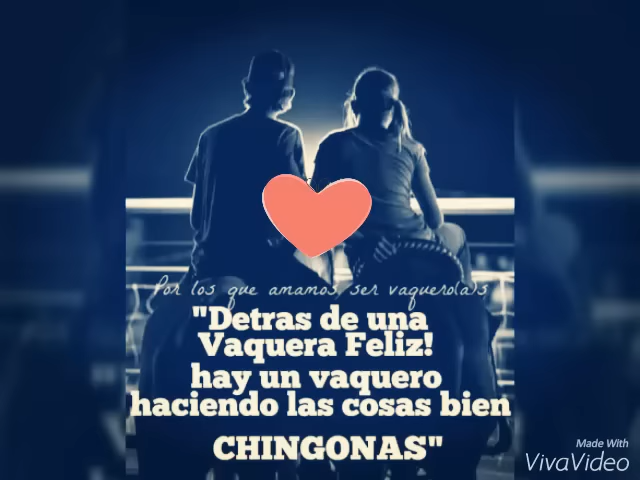 Por los que amamos ser vaquero(a)s
"Detras de una
Vaquera Feliz!
hay un vaquero
haciendo las cosas bien
CHINGONAS"
Made With
VivaVideo